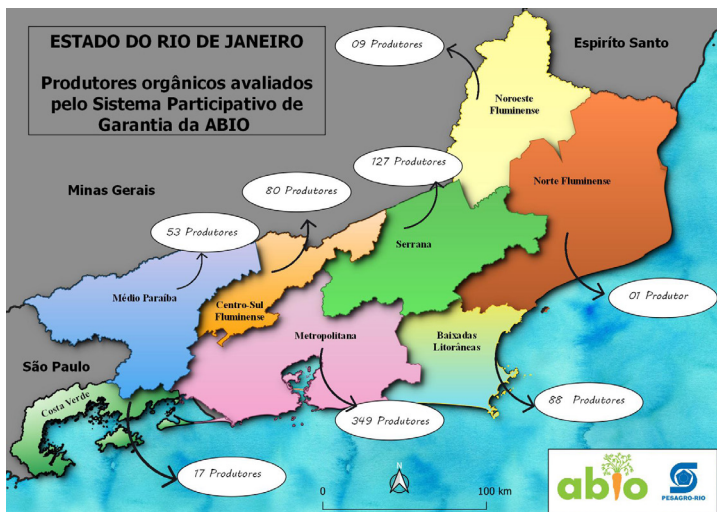 ESTADO DO RIO DE JANEIRO
Produtores orgânicos avaliados
pelo Sistema Participativo de
Garantia da ABIO
09 Produtores
Espiríto Santo
Noroeste
Fluminense
127 Produtores
Minas Gerais
80 Produtores
Norte Fluminense
53 Produtores
Serrana
Médio Paraíba
Centro-Sul
Fluminense
01 Produtor
Metropolitana
Baixadas
Litorâneas
São Paulo
Costa Verde
88 Produtores
349 Produtores
17 Produtores
N
0 100 km
abio
PESAGRO-RIO